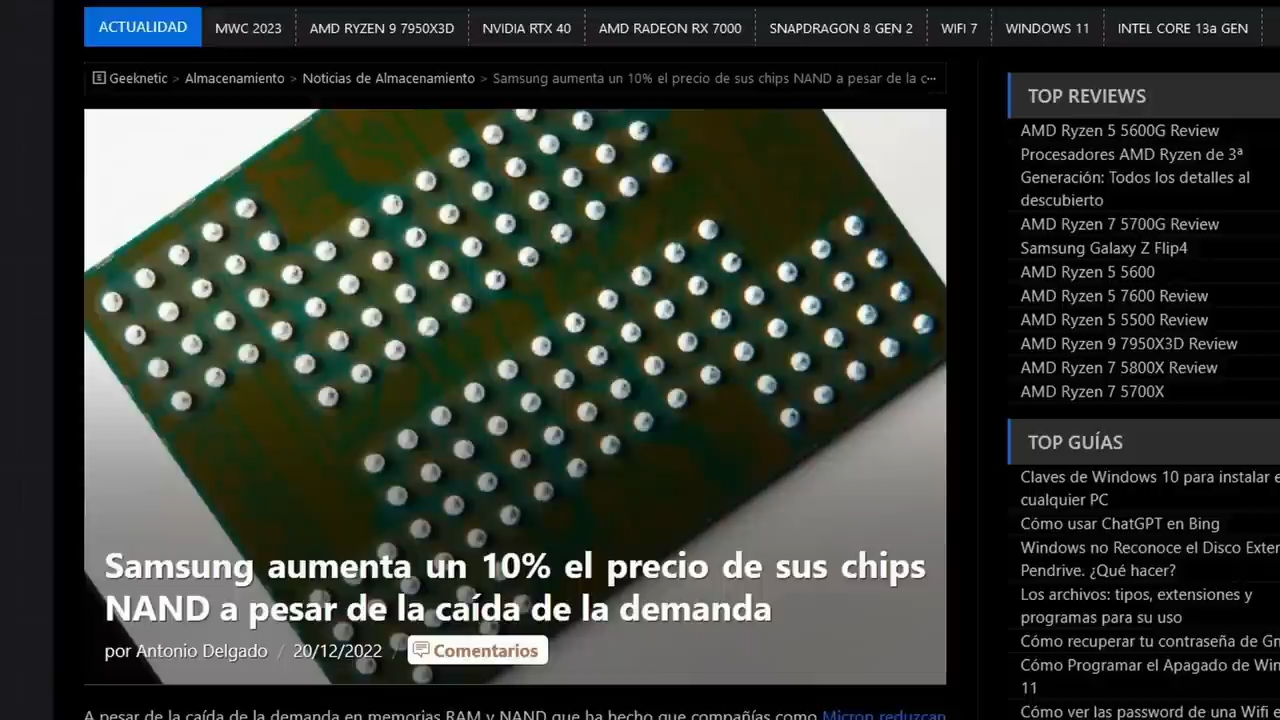 ACTUALIDAD MWC 2023 AMD RYZEN 9 7950X3D NVIDIA RTX 40 AMD RADEON RX 7000 SNAPDRAGON 8 GEN 2 WIFI 7 WINDOWS 11 INTEL CORE 13a GEN
Geeknetic > Almacenamiento > Noticias de Almacenamiento > Samsung aumenta un 10% el precio de sus chips NAND a pesar de la c···
Samsung aumenta un 10% el precio de sus chips
NAND a pesar de la caída de la demanda
por Antonio Delgado / 20/12/2022 / Comentarios
A pesar de la caída de la demanda en memorias RAM y NAND que ha hecho que compañías como Micron reduzcan
TOP REVIEWS
AMD Ryzen 5 5600G Review
Procesadores AMD Ryzen de 3ª
Generación: Todos los detalles al
descubierto
AMD Ryzen 7 5700G Review
Samsung Galaxy Z Flip4
AMD Ryzen 5 5600
AMD Ryzen 5 7600 Review
AMD Ryzen 5 5500 Review
AMD Ryzen 9 7950X3D Review
AMD Ryzen 7 5800X Review
AMD Ryzen 7 5700X
TOP GUÍAS
Claves de Windows 10 para instalar e
cualquier PC
Cómo usar ChatGPT en Bing
Windows no Reconoce el Disco Exter
Pendrive. ¿Qué hacer?
Los archivos: tipos, extensiones y
programas para su uso
Cómo recuperar tu contraseña de Gm
Cómo Programar el Apagado de Win
11
Cómo ver las password de una Wifi e